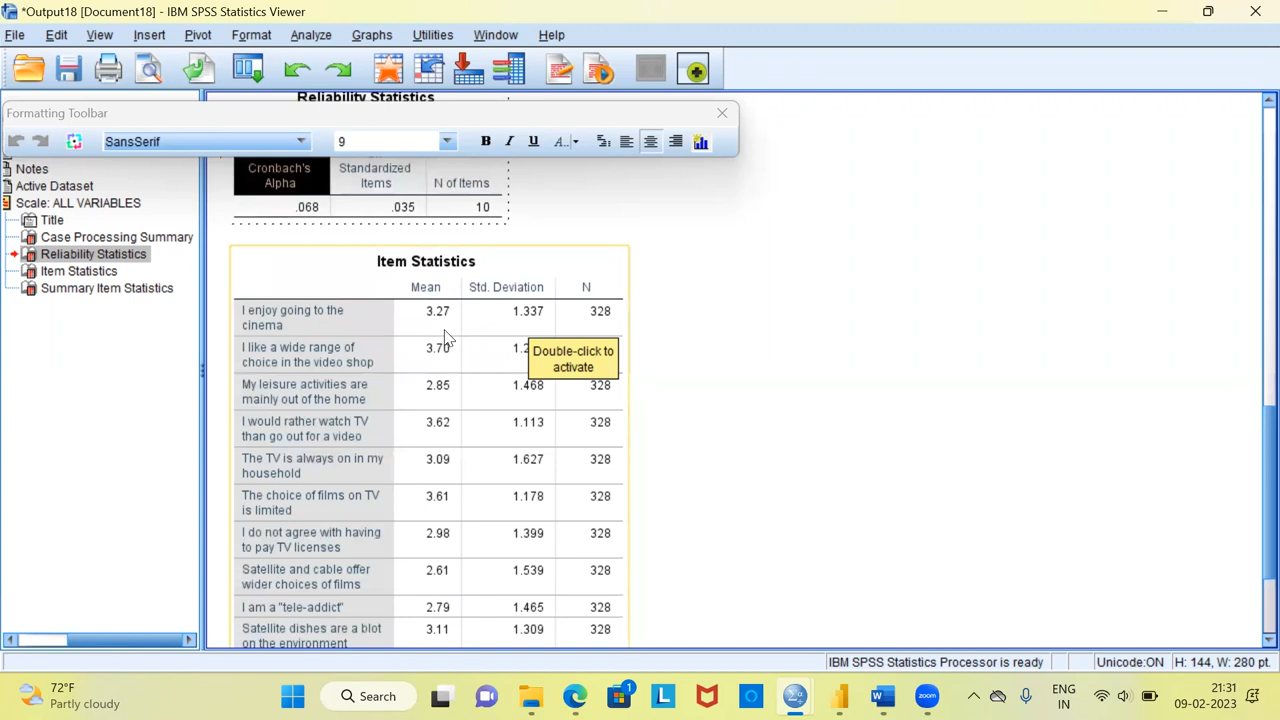 *Output18 [Document18] - IBM SPSS Statistics Viewer
File Edit View Insert Pivot Format Analyze Graphs Utilities Window Help
Reliability Statistics
Formatting Toolbar
SansSerif 9 B I U A..
Notes
Active Dataset
Scale: ALL VARIABLES
Title
Case Processing Summary
Reliability Statistics
Item Statistics
Summary Item Statistics
Cronbach's Standardized
Alpha Items N of Items
.068 .035 10
Item Statistics
Mean Std. Deviation N
I enjoy going to the 3.27 1.337 328
cinema
I like a wide range of 3.70 1.2
choice in the video shop
Double-click to
activate
My leisure activities are 2.85 1.468 328
mainly out of the home
I would rather watch TV 3.62 1.113 328
than go out for a video
The TV is always on in my 3.09 1.627 328
household
The choice of films on TV 3.61 1.178 328
is limited
I do not agree with having 2.98 1.399 328
to pay TV licenses
Satellite and cable offer 2.61 1.539 328
wider choices of films
I am a "tele-addict" 2.79 1.465 328
Satellite dishes are a blot 3.11 1.309 328
on the environment
IBM SPSS Statistics Processor is ready Unicode:ON H: 144, W: 280 pt.
72°F
Partly cloudy
Search
1
L
Σα
W
zoom
ENG
IN
21:31
09-02-2023